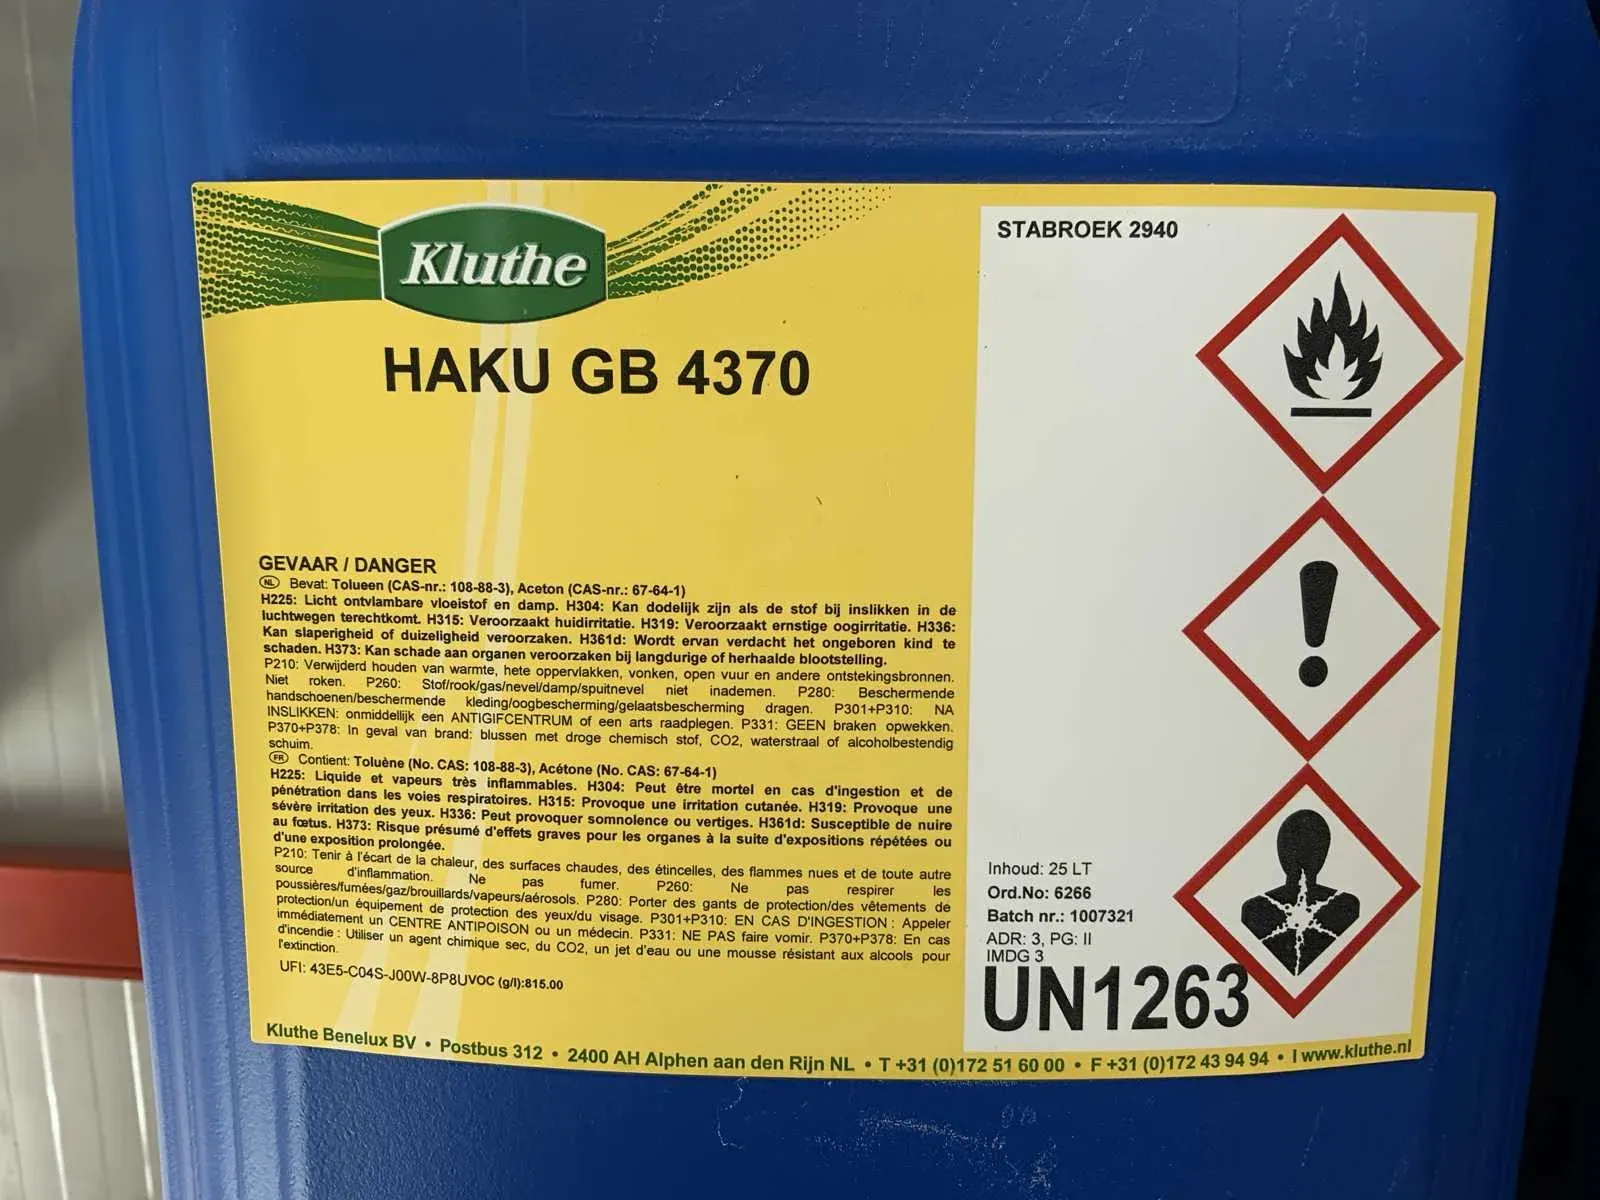 Kluthe
HAKU GB 4370
GEVAAR / DANGER
NL Bevat: Tolueen (CAS-nr.: 108-88-3), Aceton (CAS-nr.: 67-64-1)
H225: Licht ontvlambare vloeistof en damp. H304: Kan dodelijk zijn als de stof bij inslikken in de
luchtwegen terechtkomt. H315: Veroorzaakt huidirritatie. H319: Veroorzaakt ernstige oogirritatie. H336:
Kan slaperigheid of duizeligheid veroorzaken. H361d: Wordt ervan verdacht het ongeboren kind te
schaden. H373: Kan schade aan organen veroorzaken bij langdurige of herhaalde blootstelling.
P210: Verwijderd houden van warmte, hete oppervlakken, vonken, open vuur en andere ontstekingsbronnen.
Niet roken. P260: Stof/rook/gas/nevel/damp/spuitnevel niet inademen. P280: Beschermende
handschoenen/beschermende kleding/oogbescherming/gelaatsbescherming dragen. P301+P310: NA
INSLIKKEN: onmiddellijk een ANTIGIFCENTRUM of een arts raadplegen. P331: GEEN braken opwekken.
P370+P378: In geval van brand: blussen met droge chemisch stof, CO2, waterstraal of alcoholbestendig
schuim.
FR Contient: Toluène (No. CAS: 108-88-3), Acétone (No. CAS: 67-64-1)
H225: Liquide et vapeurs très inflammables. H304: Peut être mortel en cas d'ingestion et de
pénétration dans les voies respiratoires. H315: Provoque une irritation cutanée. H319: Provoque une
sévère irritation des yeux. H336: Peut provoquer somnolence ou vertiges. H361d: Susceptible de nuire
au fœtus. H373: Risque présumé d'effets graves pour les organes à la suite d'expositions répétées ou
d'une exposition prolongée.
P210: Tenir à l'écart de la chaleur, des surfaces chaudes, des étincelles, des flammes nues et de toute autre
source d'inflammation. Ne pas fumer. P260: Ne pas respirer les
poussières/fumées/gaz/brouillards/vapeurs/aérosols. P280: Porter des gants de protection/des vêtements de
protection/un équipement de protection des yeux/du visage. P301+P310: EN CAS D'INGESTION : Appeler
immédiatement un CENTRE ANTIPOISON ou un médecin. P331: NE PAS faire vomir. P370+P378: En cas
d'incendie : Utiliser un agent chimique sec, du CO2, un jet d'eau ou une mousse résistant aux alcools pour
l'extinction.
UFI: 43E5-C04S-J00W-8P8UVOC (g/l):815.00
STABROEK 2940
Inhoud: 25 LT
Ord.No: 6266
Batch nr.: 1007321
ADR: 3, PG: II
IMDG 3
UN1263
Kluthe Benelux BV • Postbus 312 • 2400 AH Alphen aan den Rijn NL • T +31 (0)172 51 60 00 • F +31 (0)172 43 94 94 • I www.kluthe.nl